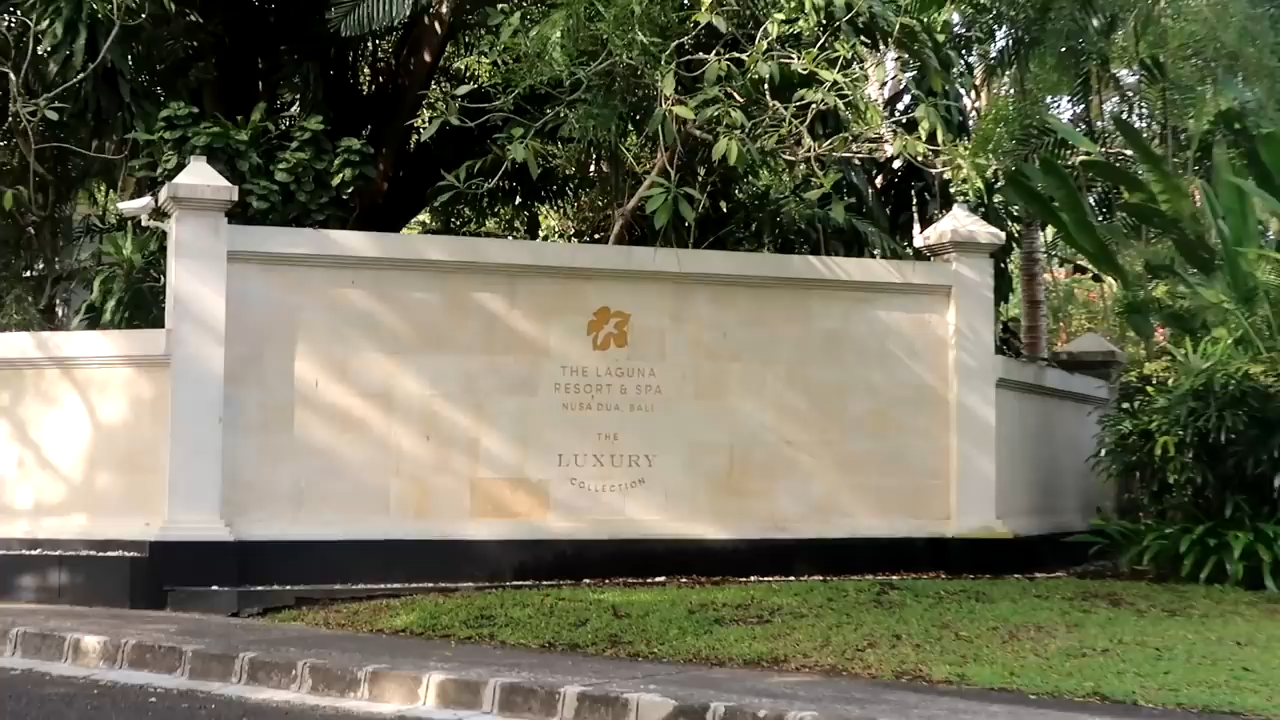 THE LAGUNA
RESORT & SPA
NUSA DUA, BALI
THE
LUXURY
COLLECTION